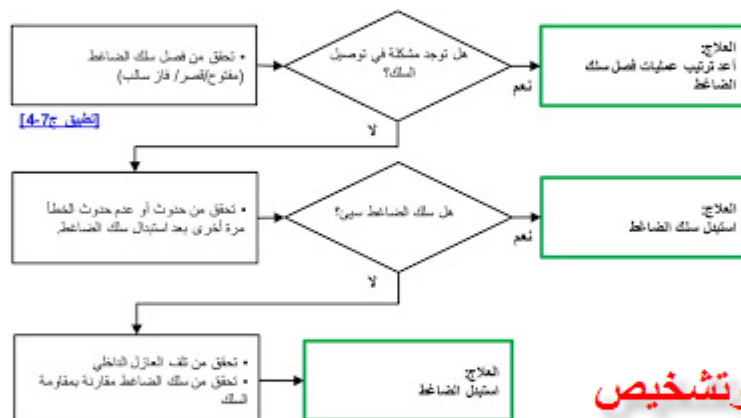 • تحقق من فصل سلك الضاغط
(مفتوح/قصر/ فاز سالب)
[تطبيق ج7-4]
هل توجد مشكلة في توصيل
السلك؟
نعم
العلاج:
أعد ترتيب عمليات فصل سلك
الضاغط
لا
• تحقق من حدوث أو عدم حدوث الخطأ
مرة أخرى بعد استبدال سلك الضاغط.
هل سلك الضاغط سيئ؟
نعم
العلاج:
استبدل سلك الضاغط
لا
• تحقق من تلف العازل الداخلي
• تحقق من سلك الضاغط مقارنة بمقاومة
السلك
العلاج:
استبدل الضاغط
وتشخيص